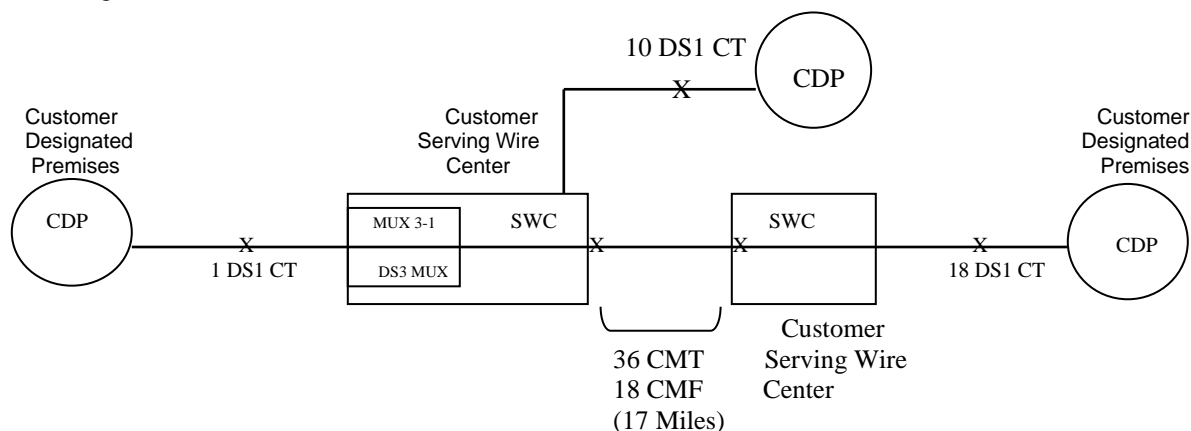 10 DS1 CT
X
CDP
Customer
Designated
Premises
Customer
Serving Wire
Center
Customer
Designated
Premises
CDP
X
1 DS1 CT
MUX 3-1
DS3 MUX
SWC
X
X
SWC
X
18 DS1 CT
CDP
36 CMT
18 CMF
(17 Miles)
Customer
Serving Wire
Center